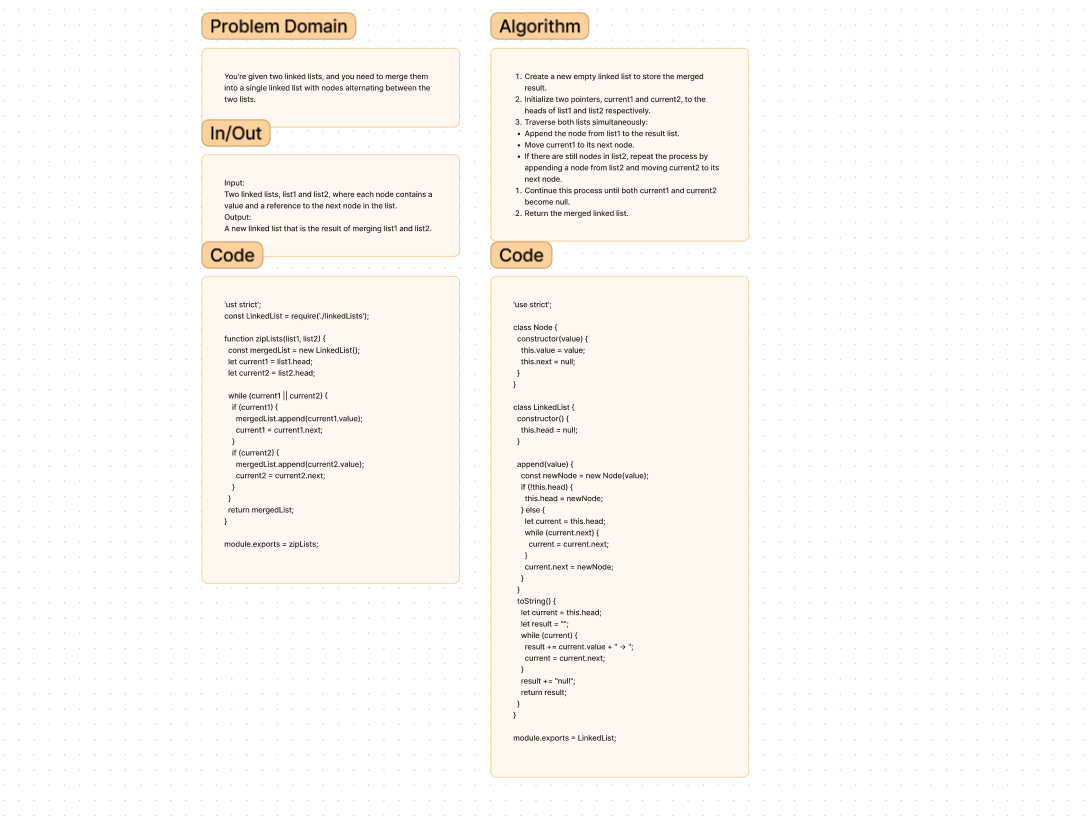 Problem Domain
You're given two linked lists, and you need to merge them
into a single linked list with nodes alternating between the
two lists.
In/Out
Input:
Two linked lists, list1 and list2, where each node contains a
value and a reference to the next node in the list.
Output:
A new linked list that is the result of merging list1 and list2.
Code
'ust strict';
const LinkedList = require('./linkedLists');

function zipLists(list1, list2) {
  const mergedList = new LinkedList();
  let current1 = list1.head;
  let current2 = list2.head;

  while (current1 || current2) {
    if (current1) {
      mergedList.append(current1.value);
      current1 = current1.next;
    }
    if (current2) {
      mergedList.append(current2.value);
      current2 = current2.next;
    }
  }
  return mergedList;
}

module.exports = zipLists;
Algorithm
1. Create a new empty linked list to store the merged
result.
2. Initialize two pointers, current1 and current2, to the
heads of list1 and list2 respectively.
3. Traverse both lists simultaneously:
• Append the node from list1 to the result list.
• Move current1 to its next node.
• If there are still nodes in list2, repeat the process by
appending a node from list2 and moving current2 to its
next node.
1. Continue this process until both current1 and current2
become null.
2. Return the merged linked list.
Code
'use strict';

class Node {
  constructor(value) {
    this.value = value;
    this.next = null;
  }
}

class LinkedList {
  constructor() {
    this.head = null;
  }

  append(value) {
    const newNode = new Node(value);
    if (!this.head) {
      this.head = newNode;
    } else {
      let current = this.head;
      while (current.next) {
        current = current.next;
      }
      current.next = newNode;
    }
  }
  toString() {
    let current = this.head;
    let result = "";
    while (current) {
      result += current.value + " → ";
      current = current.next;
    }
    result += "null";
    return result;
  }
}

module.exports = LinkedList;